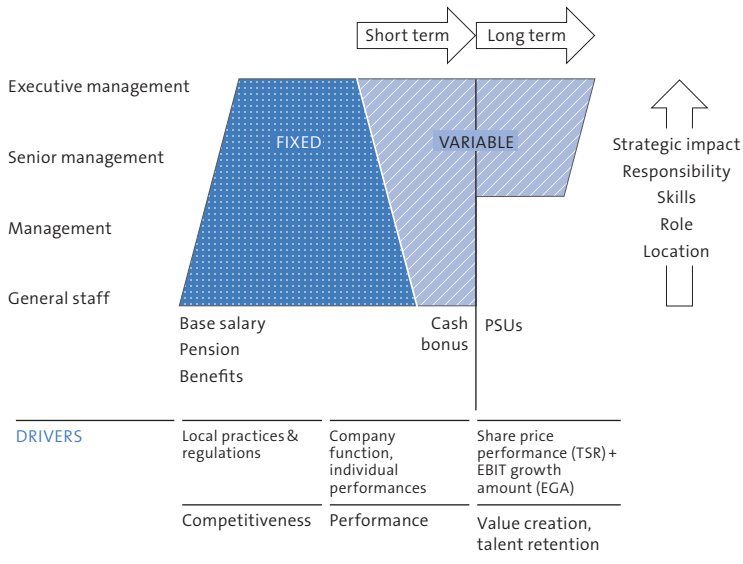 Short term
Long term
Executive management
FIXED
VARIABLE
Strategic impact
Senior management
Responsibility
Skills
Management
Role
Location
General staff
Base salary
Pension
Benefits
Cash
bonus
PSUs
DRIVERS
Local practices &
regulations
Company
function,
individual
performances
Share price
performance (TSR) +
EBIT growth
amount (EGA)
Competitiveness
Performance
Value creation,
talent retention